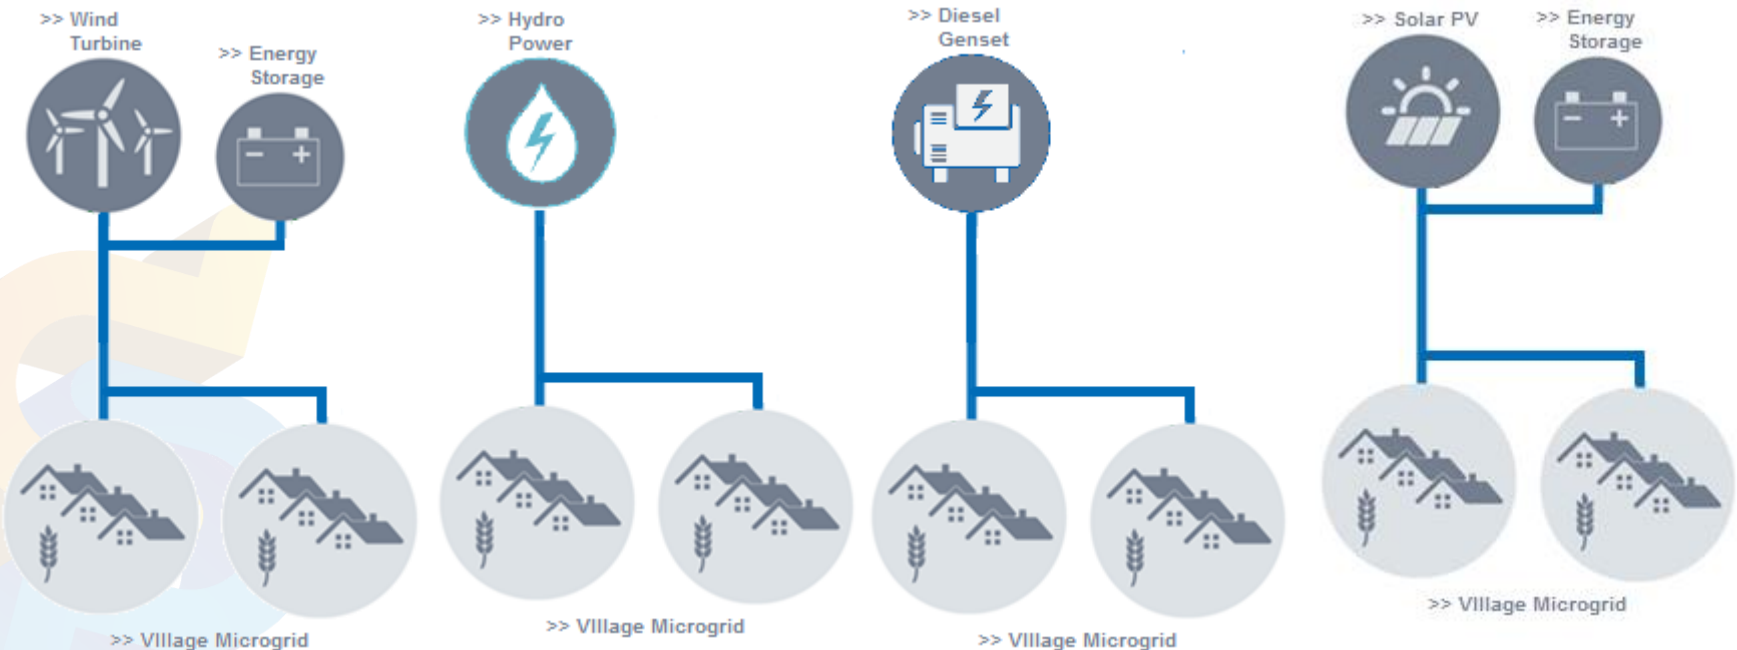 >> Wind
Turbine
>> Energy
Storage
>> Hydro
Power
>> Diesel
Genset
>> Solar PV
>> Energy
Storage
>> VIllage Microgrid
>> VIllage Microgrid
>> VIllage Microgrid
>> VIllage Microgrid